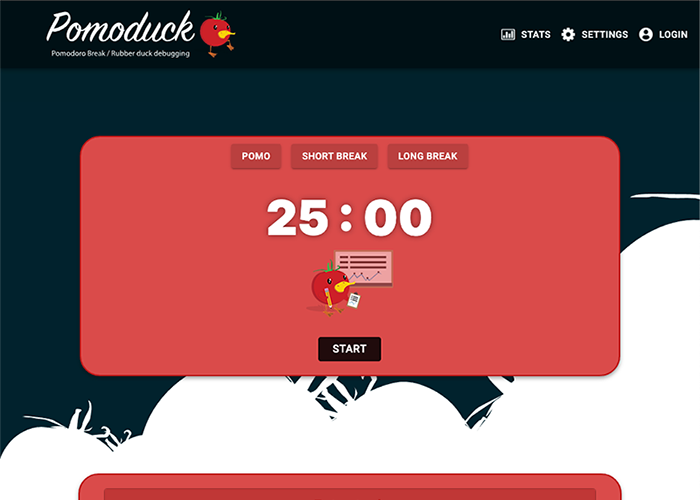 Pomoduck
Pomodoro Break / Rubber duck debugging
STATS
SETTINGS
LOGIN
POMO
SHORT BREAK
LONG BREAK
25 : 00
START